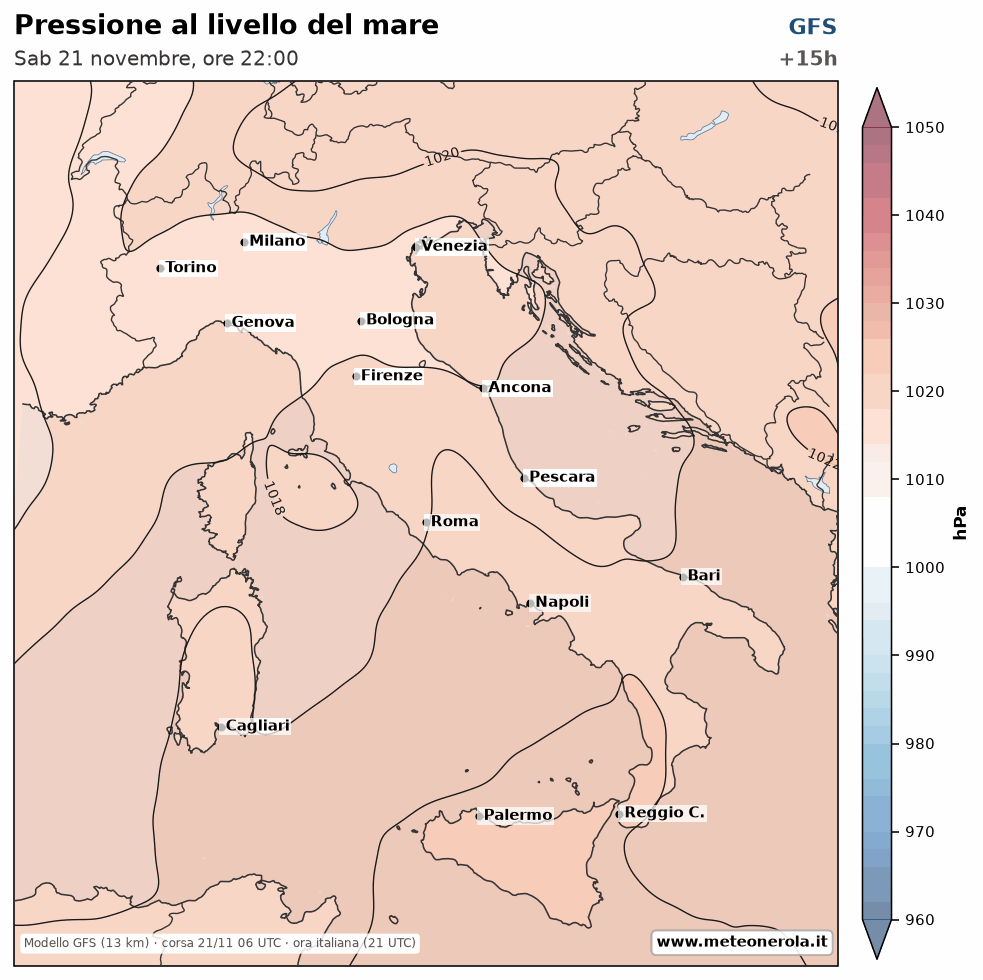 Pressione al livello del mare
GFS
Sab 21 novembre, ore 22:00
+15h
1020
Milano
Venezia
Torino
Genova
Bologna
Firenze
Ancona
1018
Pescara
Roma
Bari
Napoli
Cagliari
Palermo
Reggio C.
1050
1040
1030
1020
1010
1000
990
980
970
960
hPa
Modello GFS (13 km) · corsa 21/11 06 UTC · ora italiana (21 UTC)
www.meteonerola.it